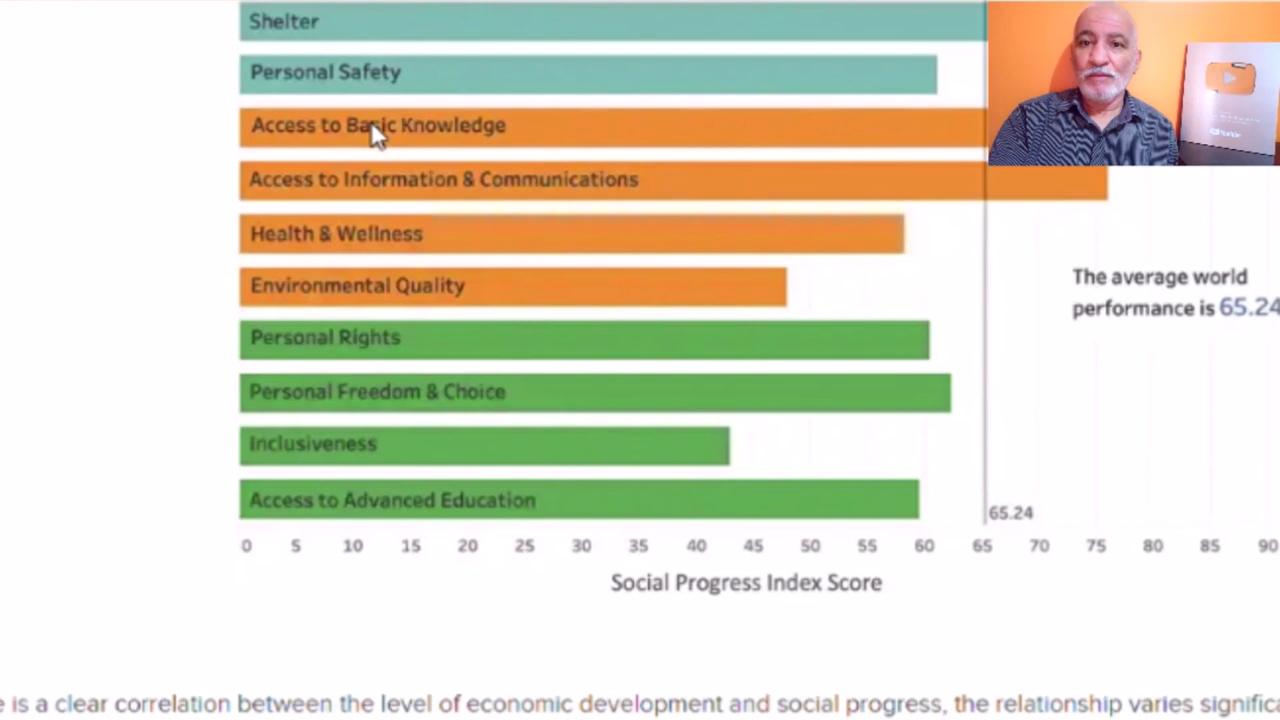 Shelter
Personal Safety
Access to Basic Knowledge
Access to Information & Communications
Health & Wellness
Environmental Quality
The average world
performance is 65.24
Personal Rights
Personal Freedom & Choice
Inclusiveness
Access to Advanced Education
65.24
0 5 10 15 20 25 30 35 40 45 50 55 60 65 70 75 80 85 90
Social Progress Index Score
is a clear correlation between the level of economic development and social progress, the relationship varies